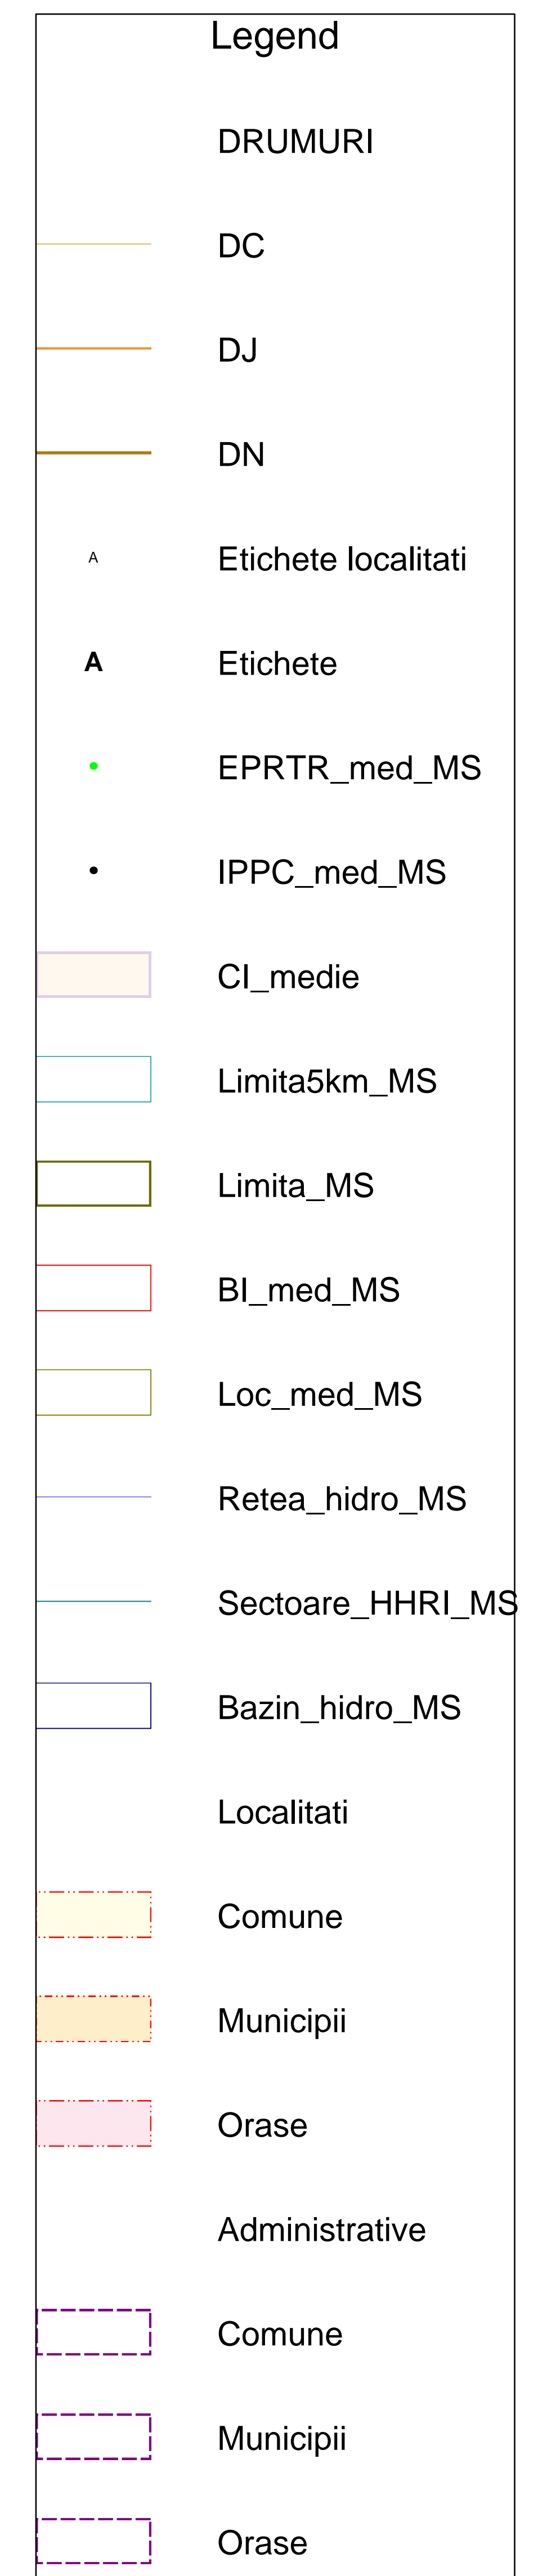 Legend
DRUMURI
DC
DJ
DN
A Etichete localitati
A Etichete
EPRTR_med_MS
IPPC_med_MS
CI_medie
Limita5km_MS
Limita_MS
BI_med_MS
Loc_med_MS
Retea_hidro_MS
Sectoare_HHRI_MS
Bazin_hidro_MS
Localitati
Comune
Municipii
Orase
Administrative
Comune
Municipii
Orase